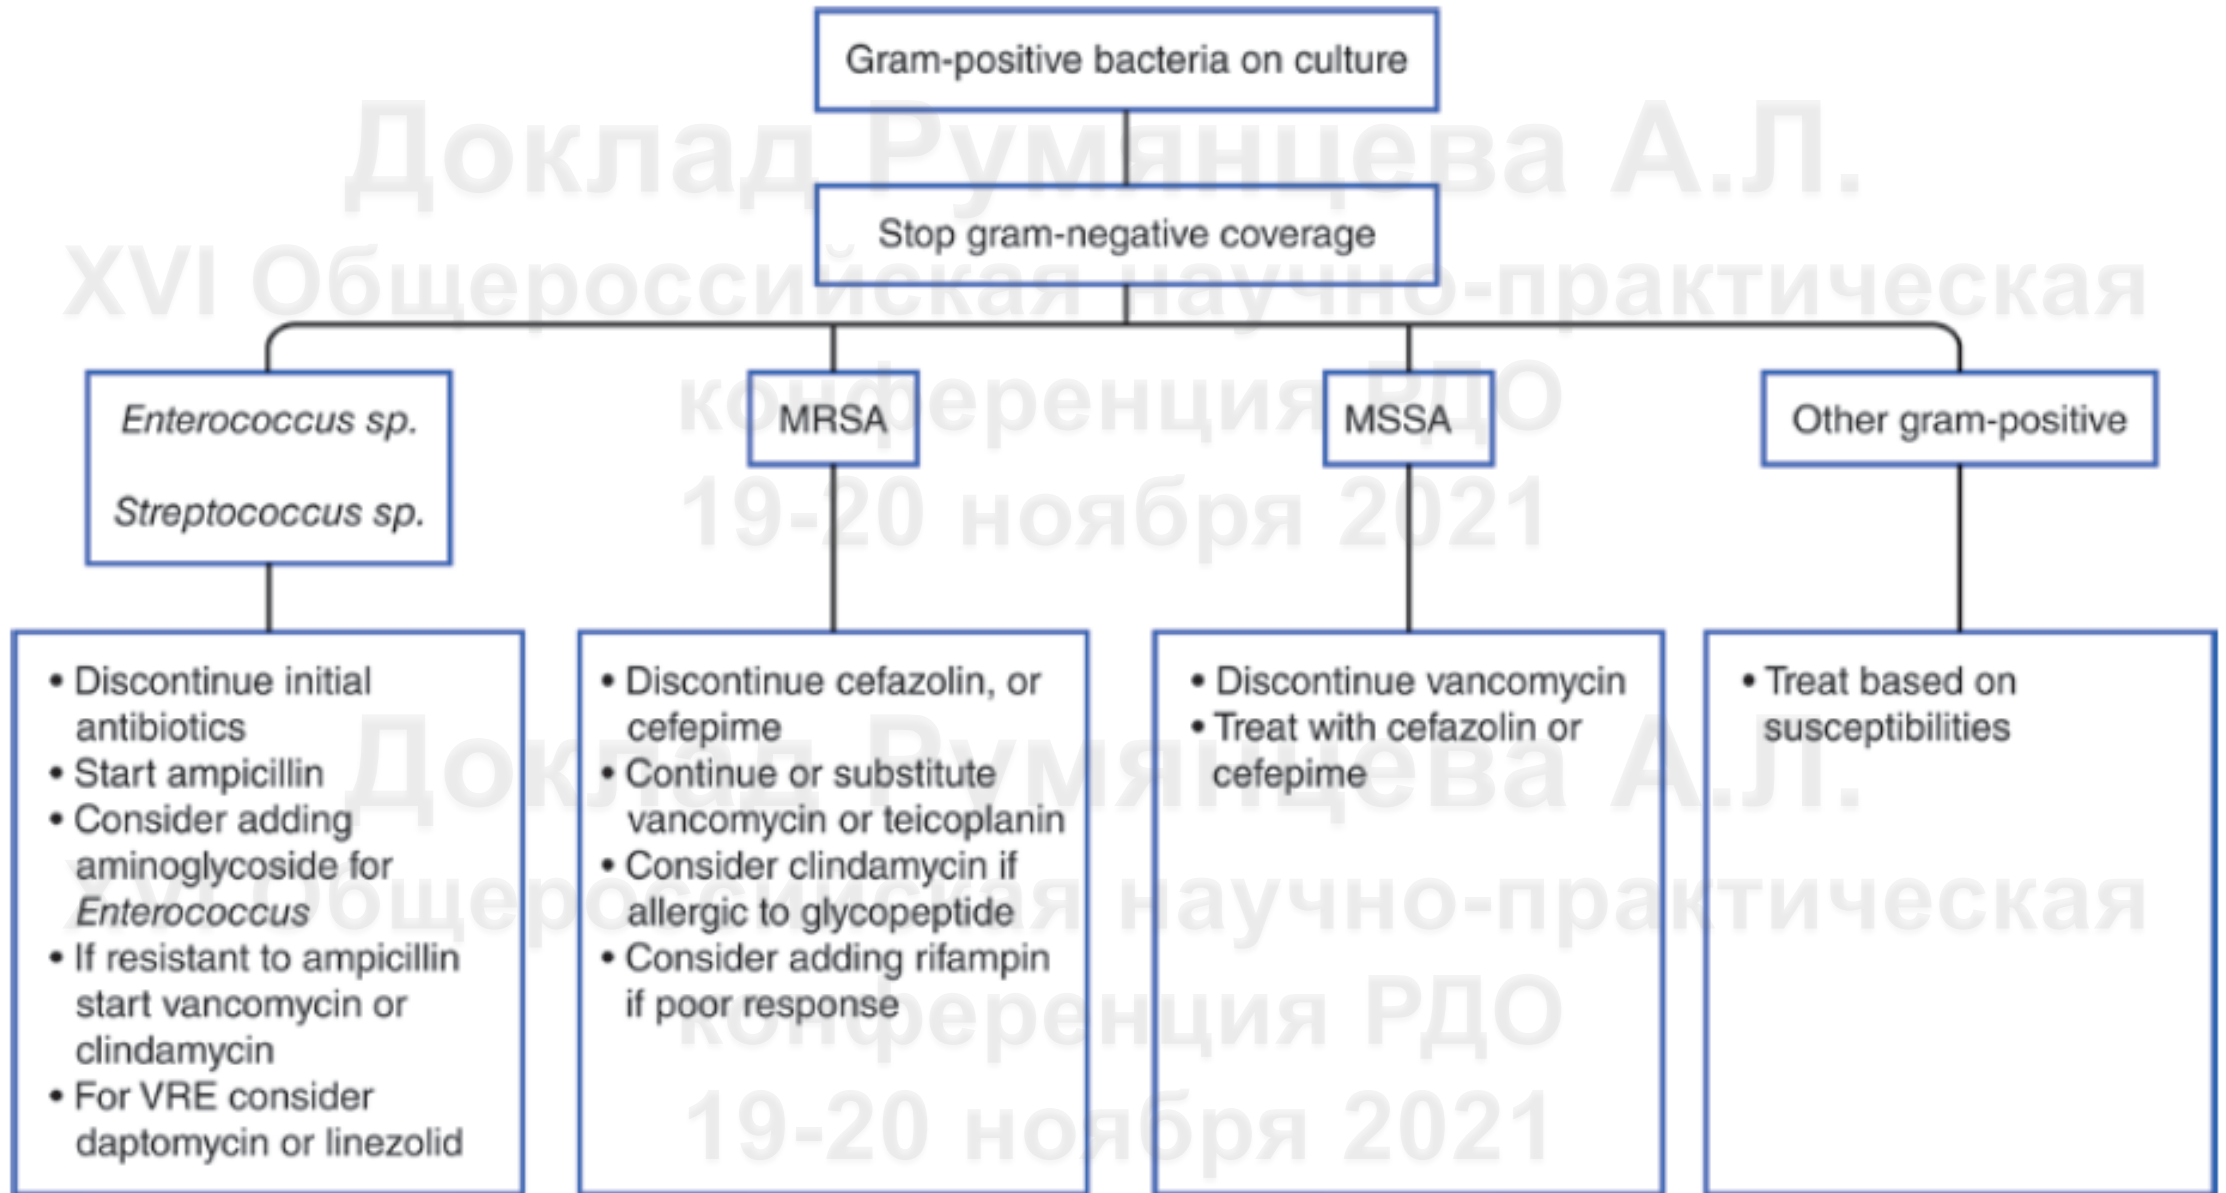 Gram-positive bacteria on culture
Stop gram-negative coverage
Enterococcus sp.
Streptococcus sp.
MRSA
MSSA
Other gram-positive
• Discontinue initial
antibiotics
• Start ampicillin
• Consider adding
aminoglycoside for
Enterococcus
• If resistant to ampicillin
start vancomycin or
clindamycin
• For VRE consider
daptomycin or linezolid
• Discontinue cefazolin, or
cefepime
• Continue or substitute
vancomycin or teicoplanin
• Consider clindamycin if
allergic to glycopeptide
• Consider adding rifampin
if poor response
• Discontinue vancomycin
• Treat with cefazolin or
cefepime
• Treat based on
susceptibilities
Доклад Румянцева А.Л.
XVI Общероссийская научно-практическая
конференция РДО
19-20 ноября 2021
Доклад Румянцева А.Л.
XVI Общероссийская научно-практическая
конференция РДО
19-20 ноября 2021